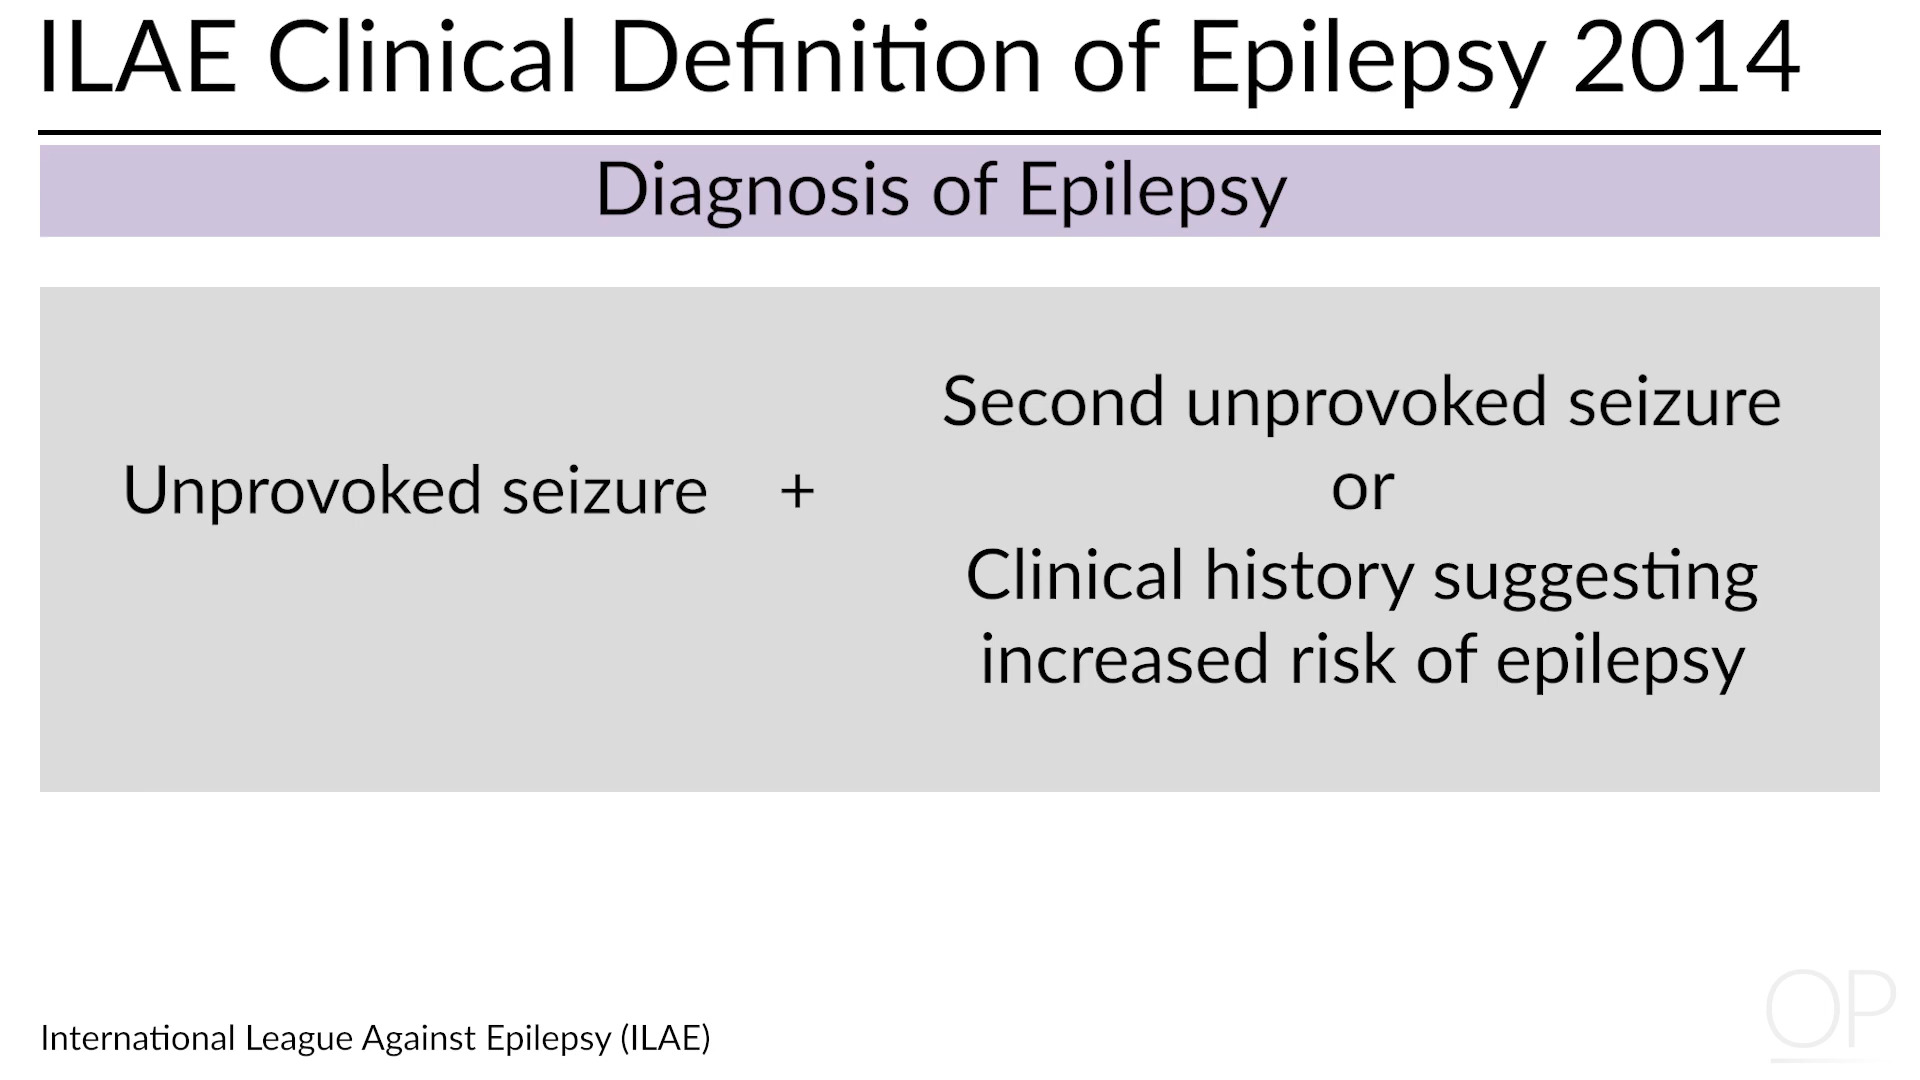 ILAE Clinical Definition of Epilepsy 2014
Diagnosis of Epilepsy
Unprovoked seizure +
Second unprovoked seizure
or
Clinical history suggesting
increased risk of epilepsy
International League Against Epilepsy (ILAE)
OP